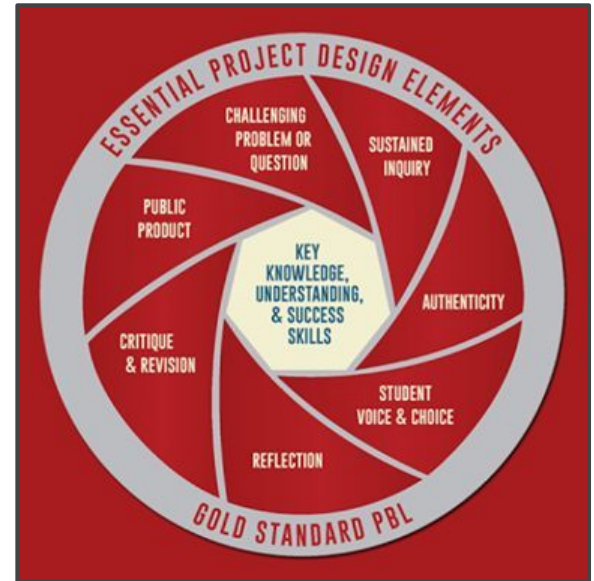 ESSENTIAL PROJECT DESIGN ELEMENTS
CHALLENGING
PROBLEM OR
QUESTION
SUSTAINED
INQUIRY
AUTHENTICITY
STUDENT
VOICE & CHOICE
REFLECTION
CRITIQUE
& REVISION
PUBLIC
PRODUCT
KEY
KNOWLEDGE,
UNDERSTANDING,
& SUCCESS
SKILLS
GOLD STANDARD PBL